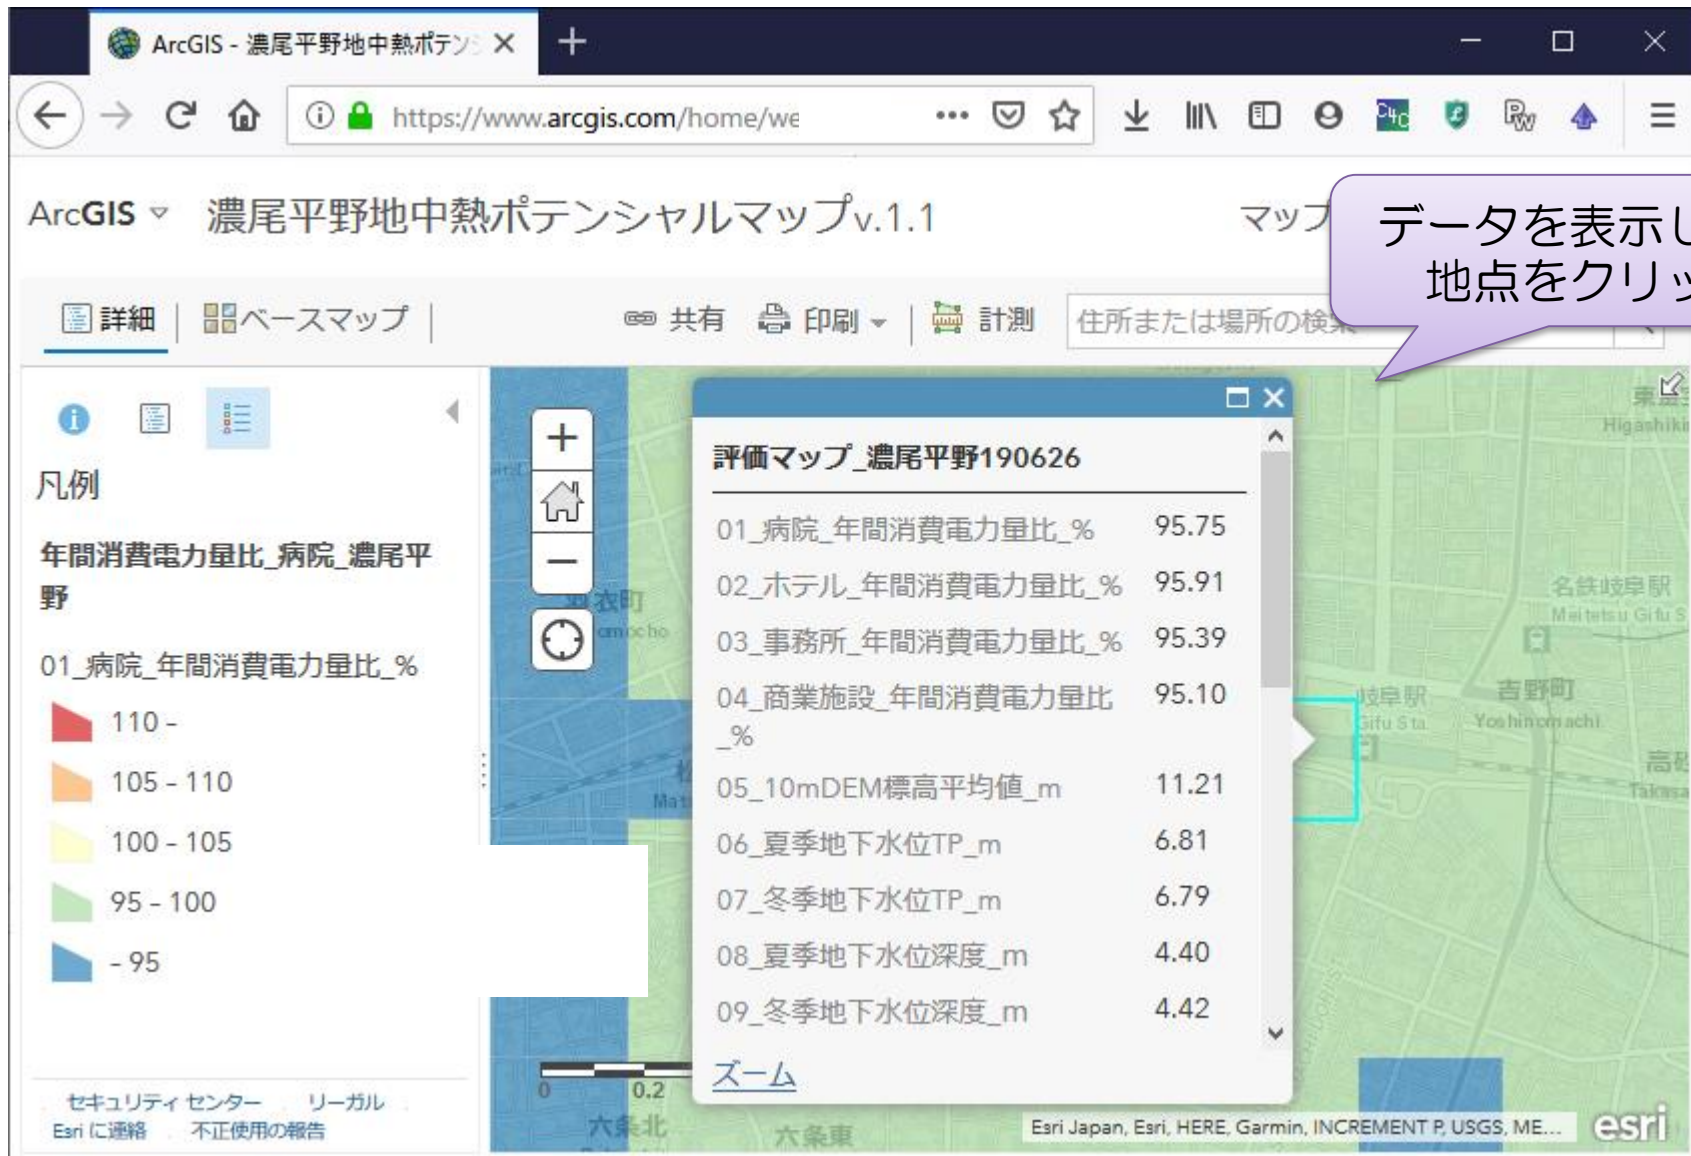 ArcGIS - 濃尾平野地中熱ポテン
https://www.arcgis.com/home/we
ArcGIS 濃尾平野地中熱ポテンシャルマップv.1.1
マップ
データを表示し
地点をクリッ
詳細 ベースマップ 共有 印刷 計測 住所または場所の検索
凡例
年間消費電力量比_病院_濃尾平
野
01_病院_年間消費電力量比_%
110 -
105 - 110
100 - 105
95 - 100
- 95
セキュリティ センター リーガル
Esri に連絡 不正使用の報告
評価マップ_濃尾平野190626
01_病院_年間消費電力量比_% 95.75
02_ホテル_年間消費電力量比_% 95.91
03_事務所_年間消費電力量比_% 95.39
04_商業施設_年間消費電力量比 95.10
_%
05_10mDEM標高平均値_m 11.21
06_夏季地下水位TP_m 6.81
07_冬季地下水位TP_m 6.79
08_夏季地下水位深度_m 4.40
09_冬季地下水位深度_m 4.42
ズーム
衣町
名鉄岐阜駅
Meitetsu Gifu S
岐阜駅
Gifu Sta.
吉野町
Yoshinomachi
0 0.2
六条北
六条東
Esri Japan, Esri, HERE, Garmin, INCREMENT P, USGS, ME...
esri